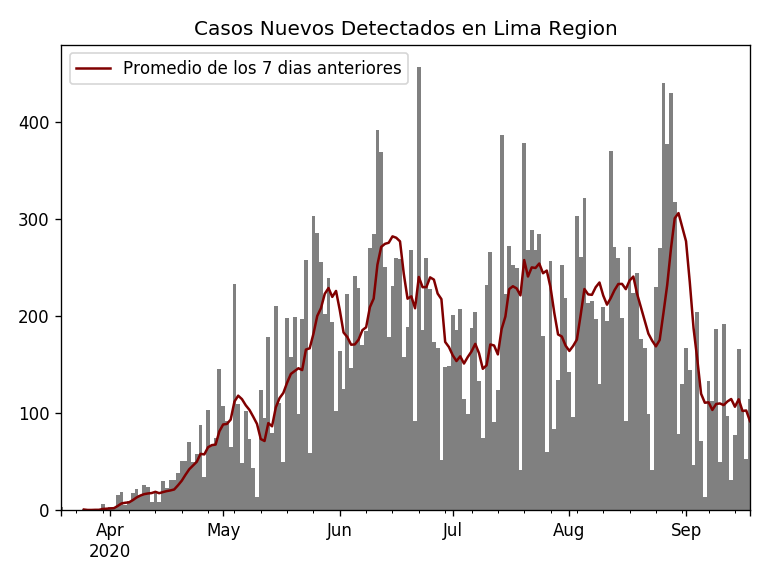 Casos Nuevos Detectados en Lima Region
Promedio de los 7 dias anteriores
400
300
200
100
0
Apr
May
Jun
Jul
Aug
Sep
2020